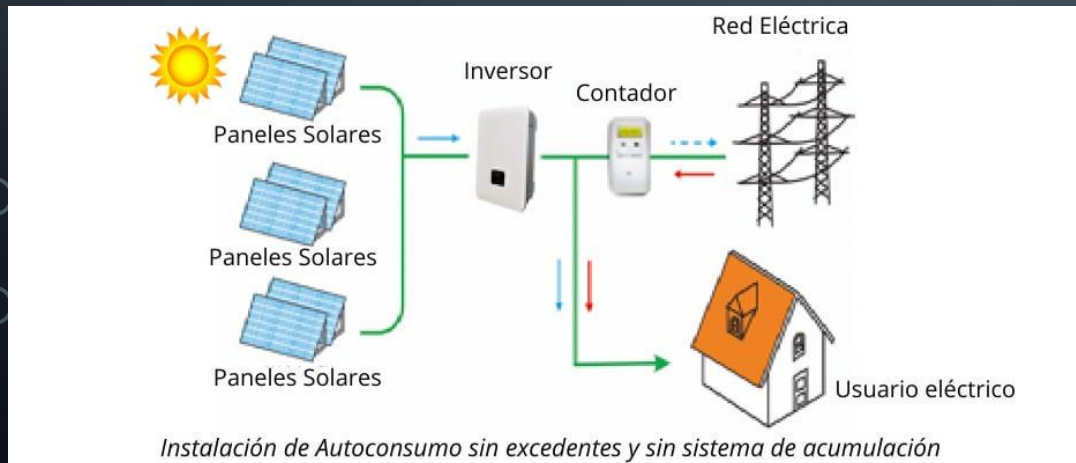 Red Eléctrica
Inversor
Contador
Paneles Solares
Paneles Solares
Paneles Solares
Usuario eléctrico
Instalación de Autoconsumo sin excedentes y sin sistema de acumulación